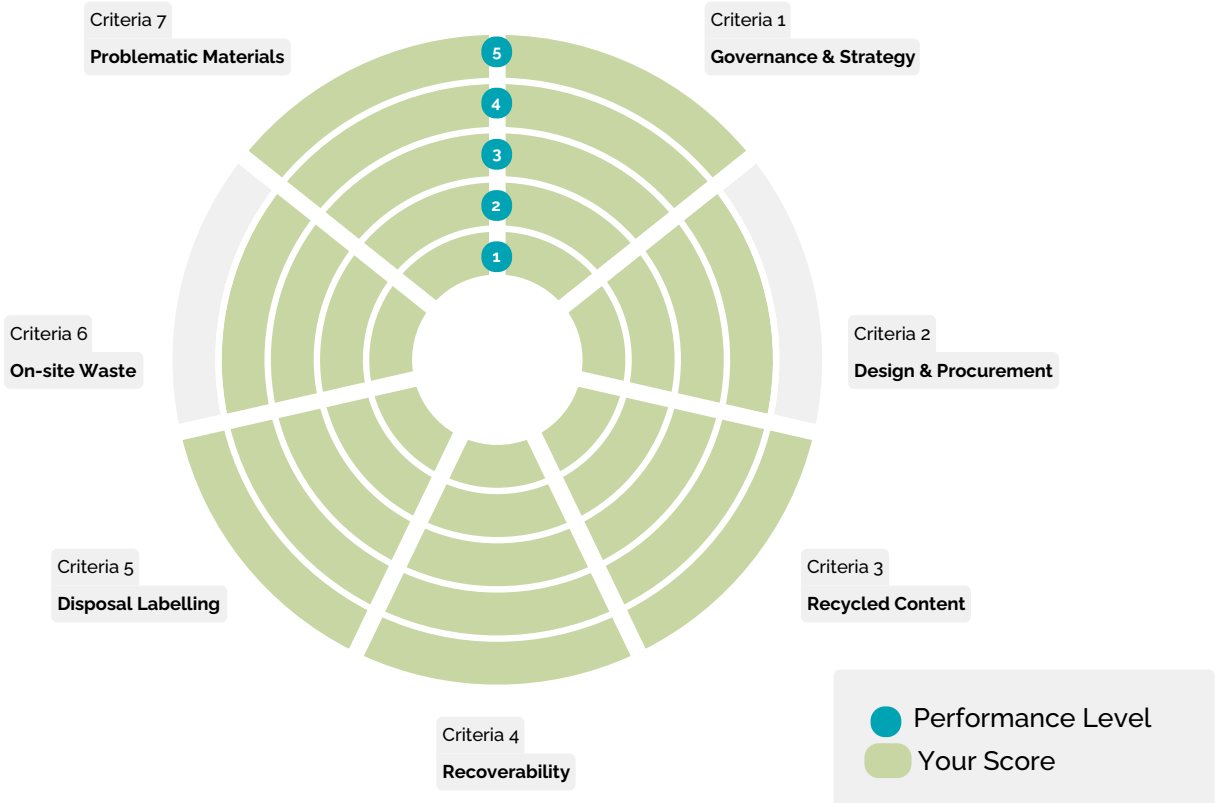 Criteria 7
Problematic Materials
Criteria 1
Governance & Strategy
5
4
3
2
1
Criteria 6
On-site Waste
Criteria 2
Design & Procurement
Criteria 5
Disposal Labelling
Criteria 3
Recycled Content
Criteria 4
Recoverability
Performance Level
Your Score